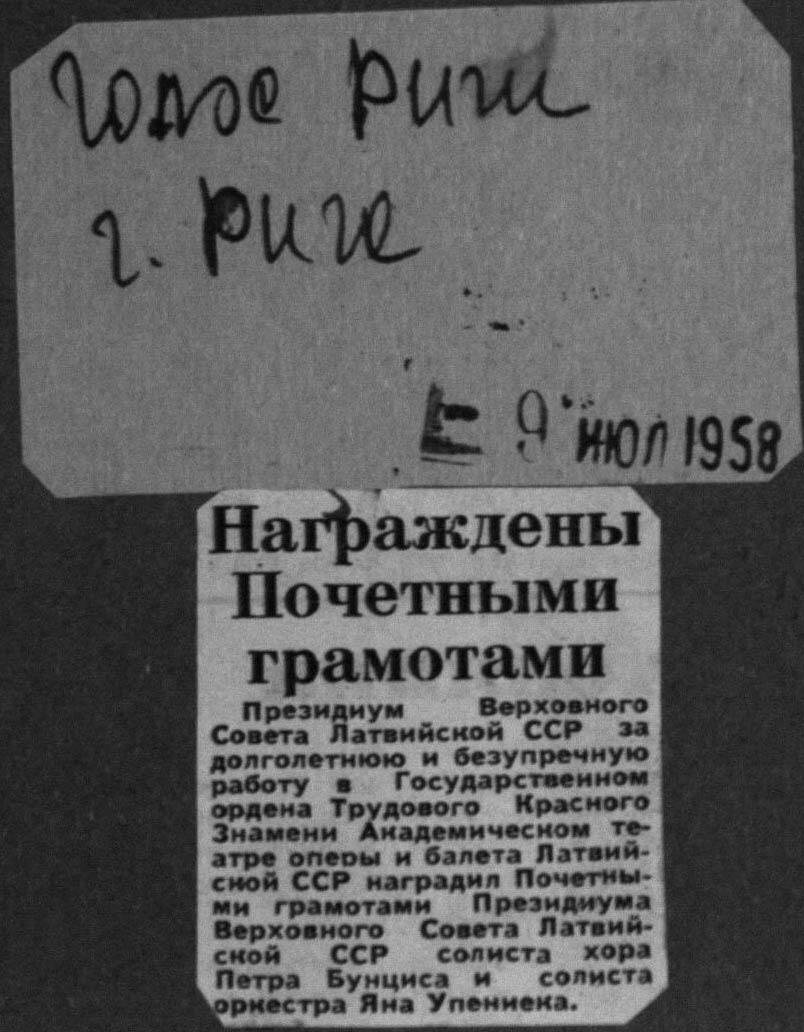 голос Риги
г. Рига
9 июл 1958
Награждены
Почетными
грамотами
Президиум Верховного
Совета Латвийской ССР за
долголетнюю и безупречную
работу в Государственном
ордена Трудового Красного
Знамени Академическом те-
атре оперы и балета Латвий-
ской ССР наградил Почетны-
ми грамотами Президиума
Верховного Совета Латвий-
ской ССР солиста хора
Петра Бунциса и солиста
оркестра Яна Упениека.